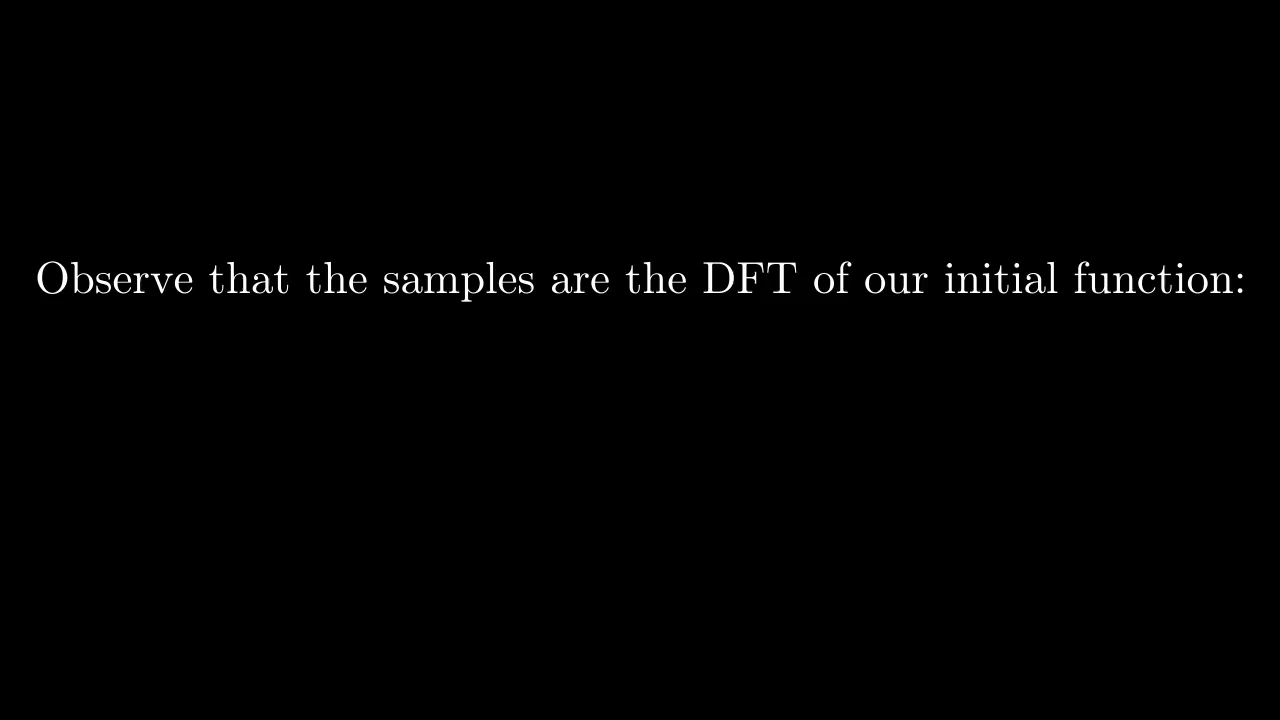 Observe that the samples are the DFT of our initial function: